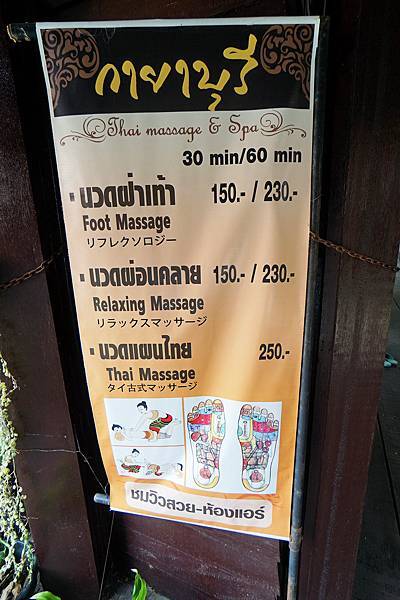 กายาบุรี
Thai massage & Spa
30 min/60 min
· นวดฝ่าเท้า 150.- / 230.-
Foot Massage
リフレクソロジー
· นวดผ่อนคลาย 150.- / 230.-
Relaxing Massage
リラックスマッサージ
· นวดแผนไทย 250.-
Thai Massage
タイ古式マッサージ
ชมวิวสวย-ห้องแอร์